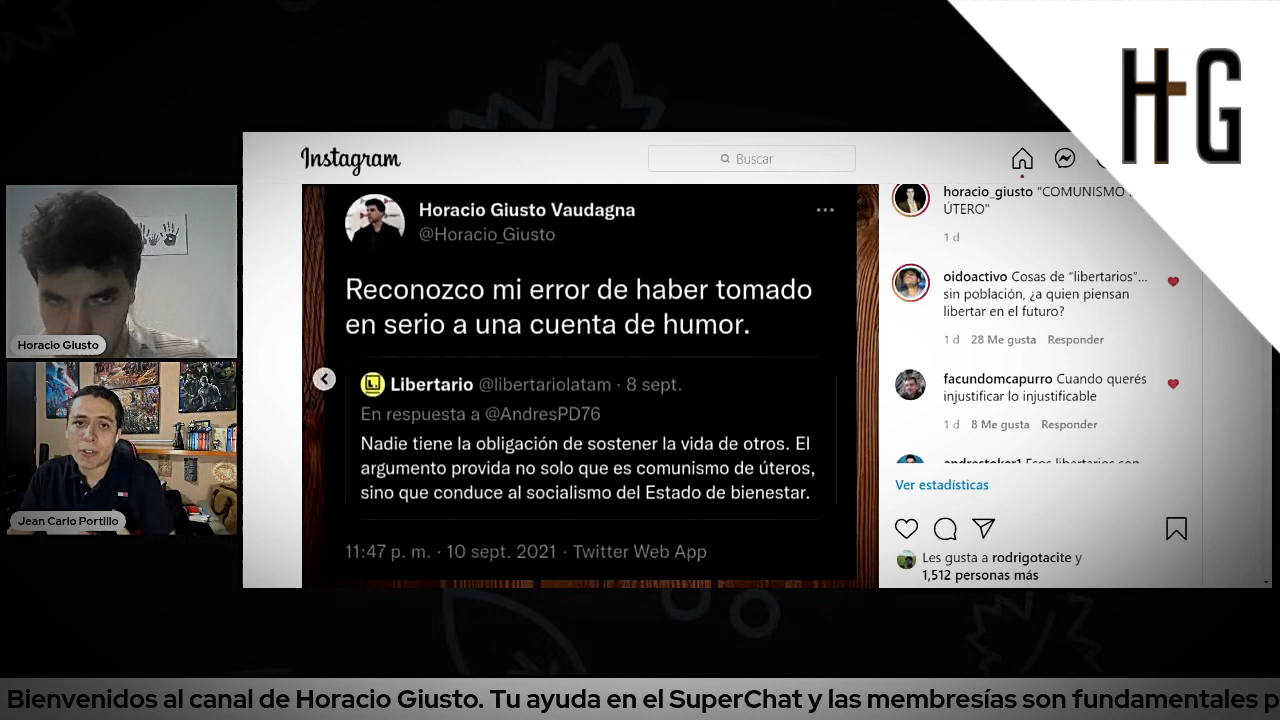 HG
Instagram
Buscar
Horacio Giusto Vaudagna
@Horacio_Giusto
Reconozco mi error de haber tomado
en serio a una cuenta de humor.
Libertario @libertariolatam · 8 sept.
En respuesta a @AndresPD76
Nadie tiene la obligación de sostener la vida de otros. El
argumento provida no solo que es comunismo de úteros,
sino que conduce al socialismo del Estado de bienestar.
11:47 p. m. · 10 sept. 2021 · Twitter Web App
horacio_giusto "COMUNISMO
ÚTERO"
1 d
oidoactivo Cosas de “libertarios”...
sin población, ¿a quien piensan
libertar en el futuro?
1 d 28 Me gusta Responder
facundomcapurro Cuando querés
injustificar lo injustificable
1 d 8 Me gusta Responder
Ver estadísticas
Les gusta a rodrigotacite y
1,512 personas más
Horacio Giusto
Jean Carlo Portillo
Bienvenidos al canal de Horacio Giusto. Tu ayuda en el SuperChat y las membresías son fundamentales p